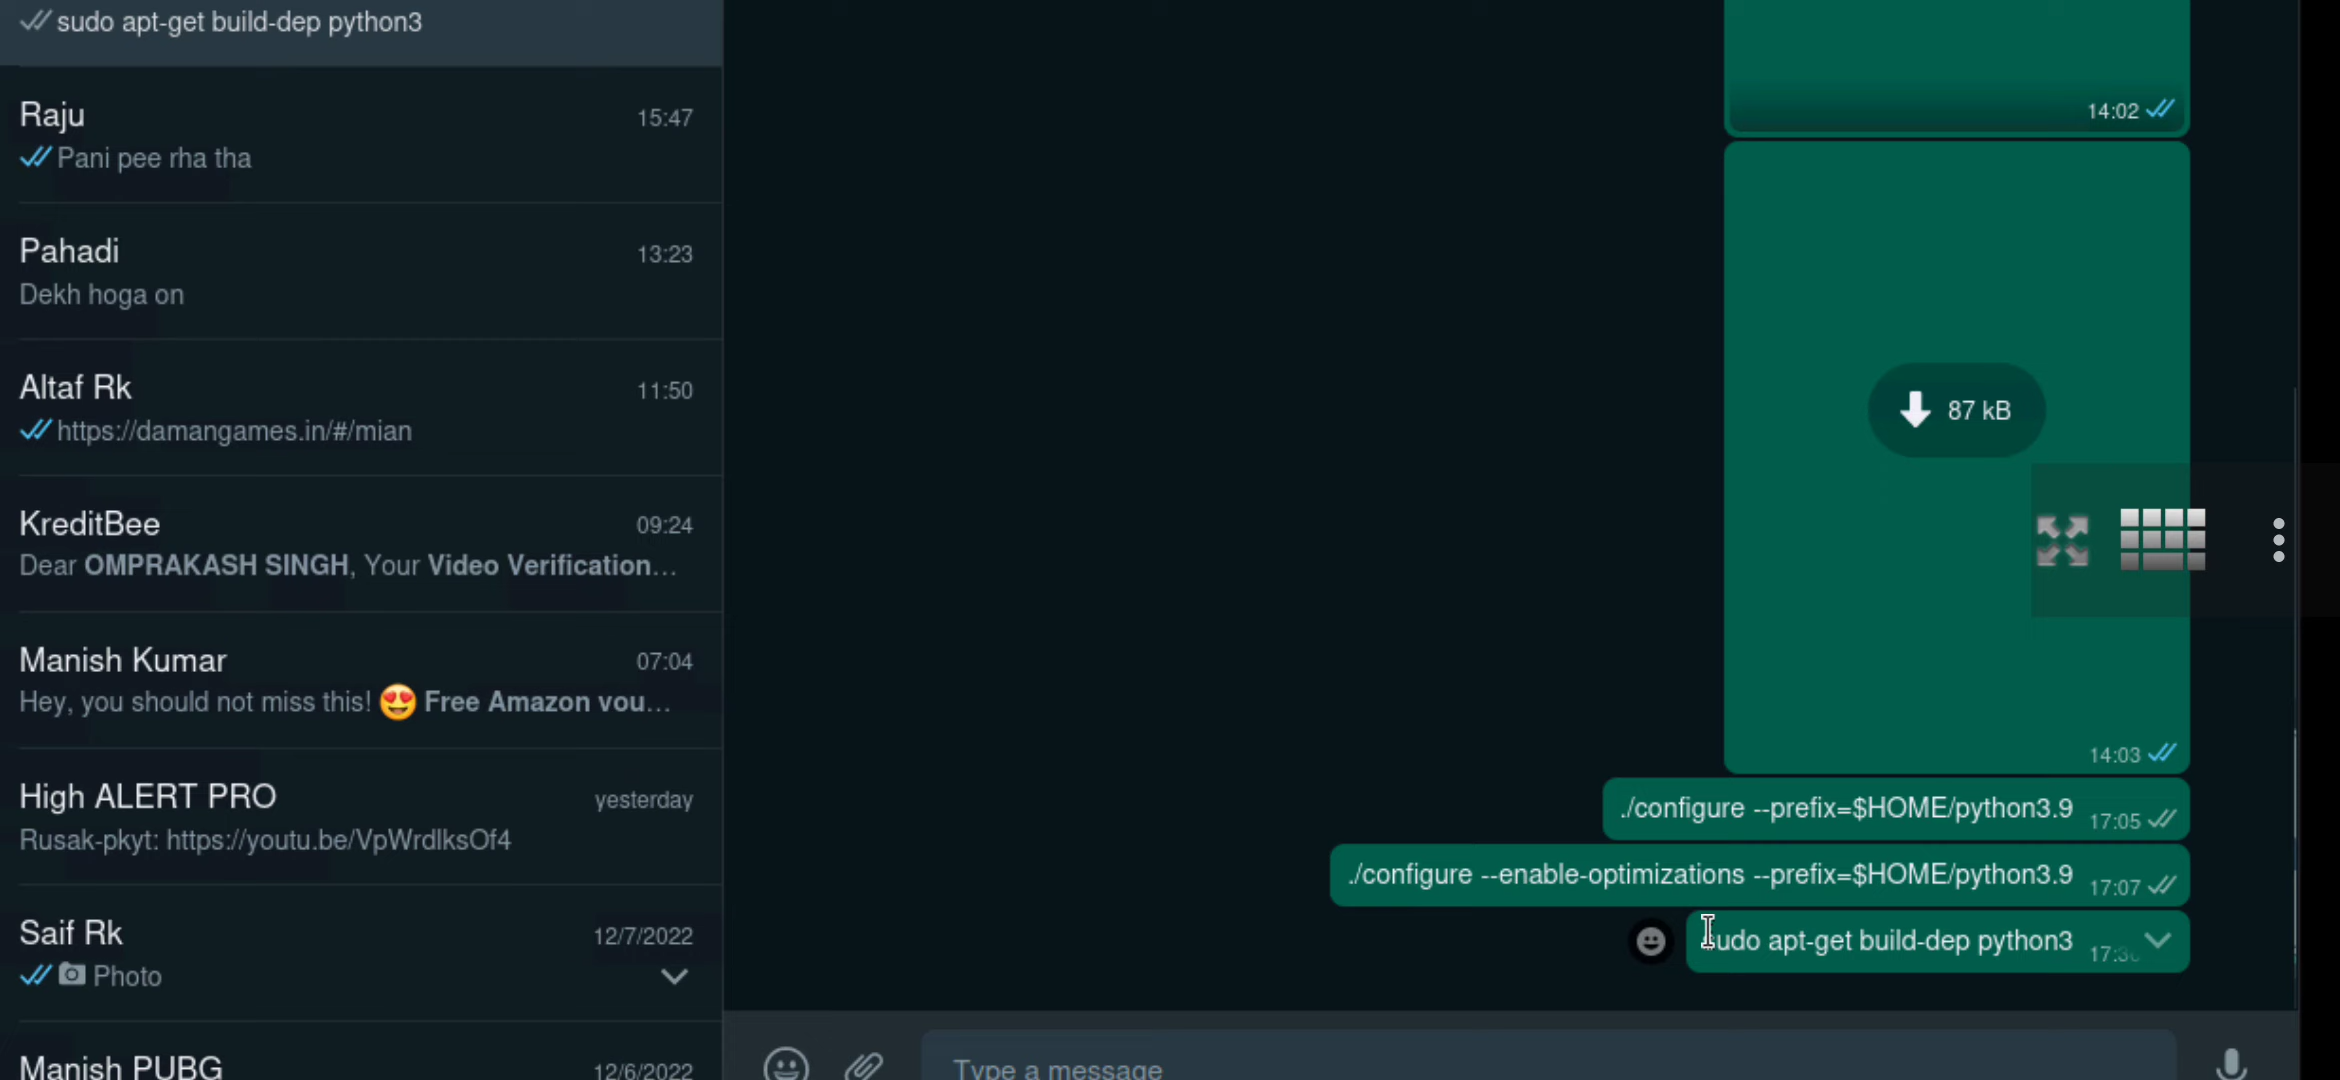 sudo apt-get build-dep python3
Raju 15:47
Pani pee rha tha
Pahadi 13:23
Dekh hoga on
Altaf Rk 11:50
https://damangames.in/#/mian
KreditBee 09:24
Dear OMPRAKASH SINGH, Your Video Verification...
Manish Kumar 07:04
Hey, you should not miss this! 😍 Free Amazon vou...
High ALERT PRO yesterday
Rusak-pkyt: https://youtu.be/VpWrdlksOf4
Saif Rk 12/7/2022
Photo
Manish PUBG 12/6/2022
14:02
87 kB
14:03
./configure --prefix=$HOME/python3.9 17:05
./configure --enable-optimizations --prefix=$HOME/python3.9 17:07
sudo apt-get build-dep python3
Type a message